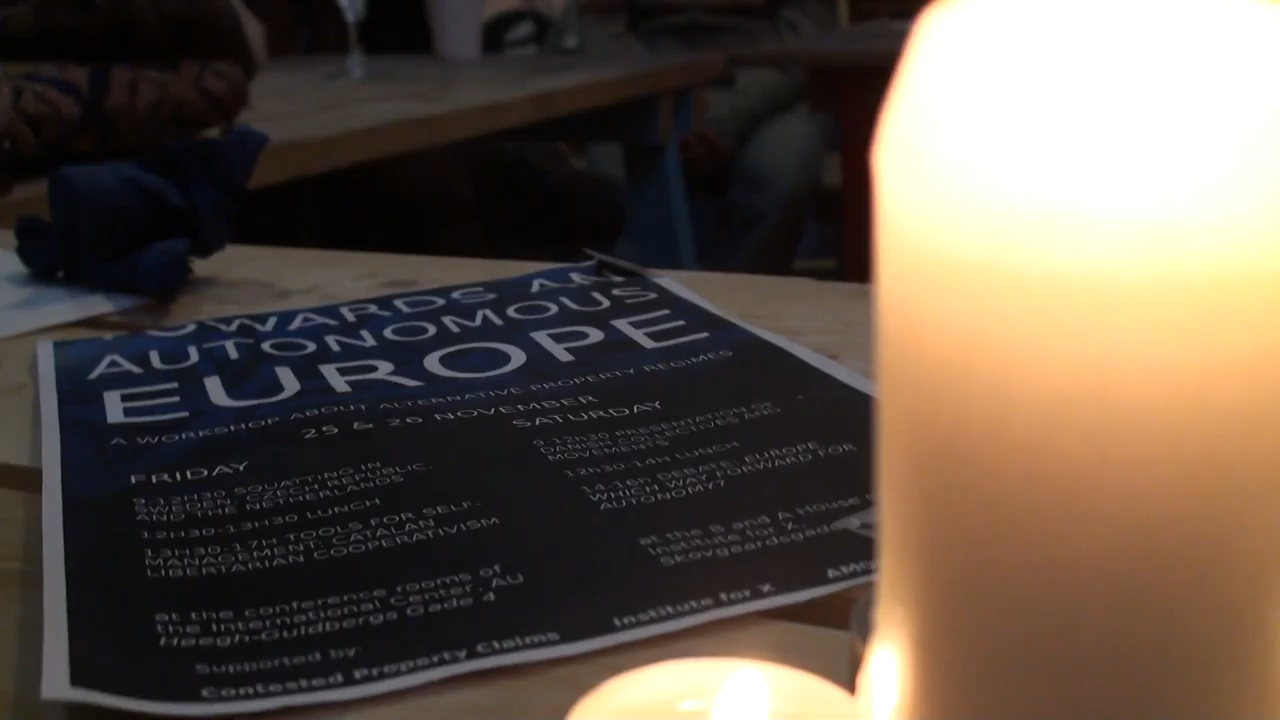 TOWARDS AN
AUTONOMOUS
EUROPE
A WORKSHOP ABOUT ALTERNATIVE PROPERTY REGIMES
25 & 26 NOVEMBER
FRIDAY
9-12H30 SQUATTING IN
SWEDEN, CZECH REPUBLIC,
AND THE NETHERLANDS
12H30-13H30 LUNCH
13H30-17H TOOLS FOR SELF-
MANAGEMENT: CATALAN
LIBERTARIAN COOPERATIVISM
at the conference rooms of
the International Center, AU
Høegh-Guldbergs Gade 4
SATURDAY
9-12h30 PRESENTATION OF
DANISH COLLECTIVES AND
MOVEMENTS
12h30-14H LUNCH
14-16h DEBATE: EUROPE
WHICH WAY FORWARD FOR
AUTONOMY?
at the B and A House
Institute for X,
Skovgaardsgad
Supported by:
Contested Property Claims
Institute for X